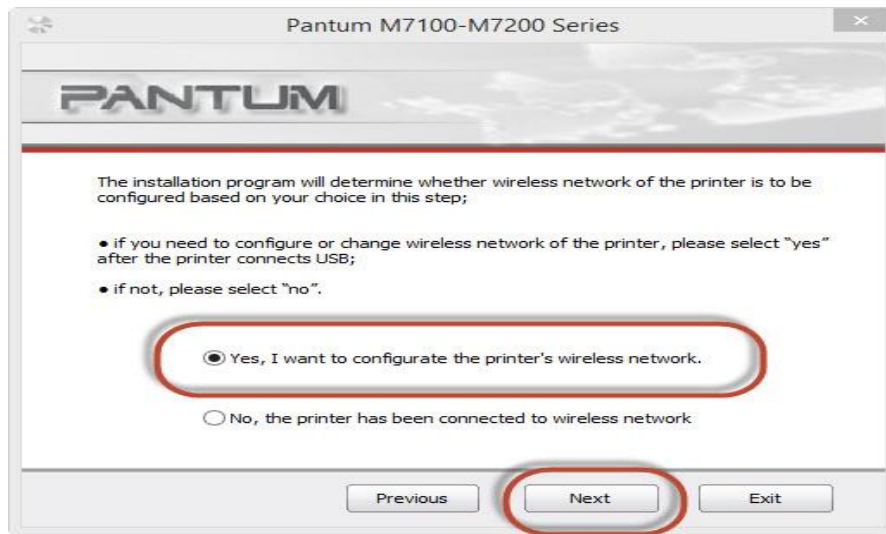 Pantum M7100-M7200 Series
PANTUM
The installation program will determine whether wireless network of the printer is to be
configured based on your choice in this step;
• if you need to configure or change wireless network of the printer, please select “yes”
after the printer connects USB;
• if not, please select “no”.
Yes, I want to configurate the printer's wireless network.
No, the printer has been connected to wireless network
Previous Next Exit